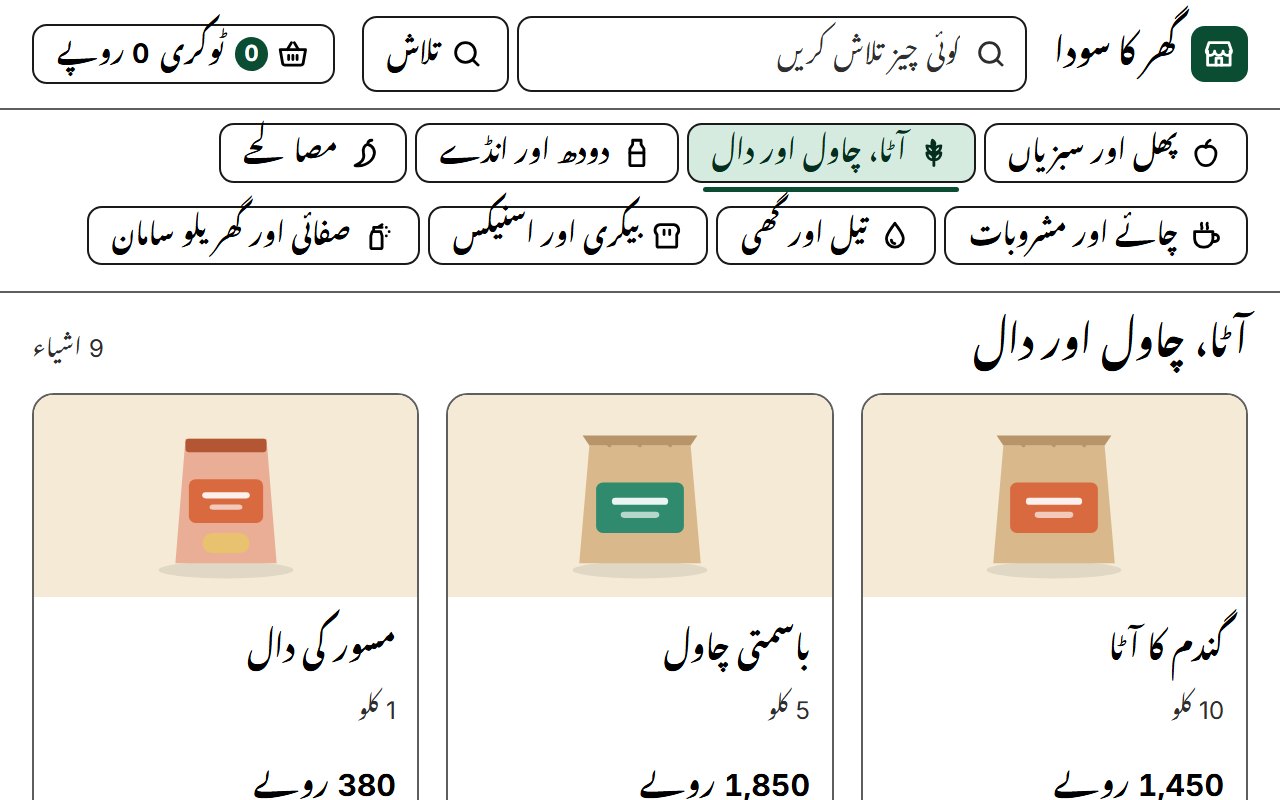 گھر کا سودا
کوئی چیز تلاش کریں
تلاش
0 ٹوکری 0 روپے
پھل اور سبزیاں
آٹا، چاول اور دال
دودھ اور انڈے
مصالحے
چائے اور مشروبات
تیل اور گھی
بیکری اور اسنیکس
صفائی اور گھریلو سامان
آٹا، چاول اور دال
9 اشیاء
گندم کا آٹا
10 کلو
1,450 روپے
باسمتی چاول
5 کلو
1,850 روپے
مسور کی دال
1 کلو
380 روپے